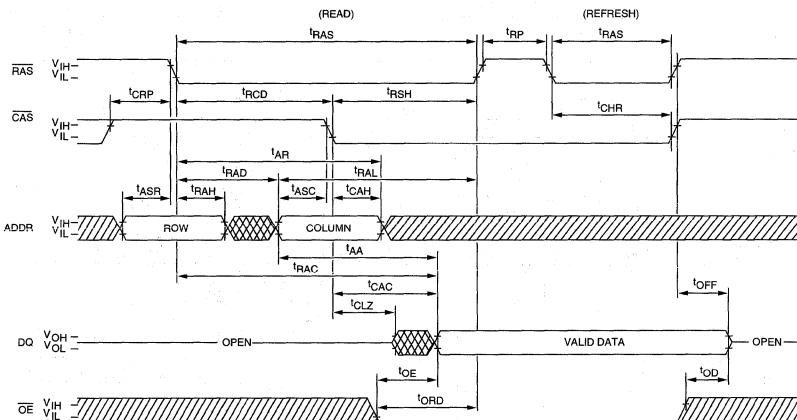 (READ) (REFRESH)
tRAS tRP tRAS
RAS VIH VIL
tCRP tRCD tRSH tCHR
CAS VIH VIL
tAR
tRAD tRAL
tASR tRAH tASC tCAH
ADDR VIH VIL ROW COLUMN
tAA
tRAC
tCAC tOFF
tCLZ
DQ VOH VOL OPEN VALID DATA OPEN
tOE tOD
OE VIH VIL tORD